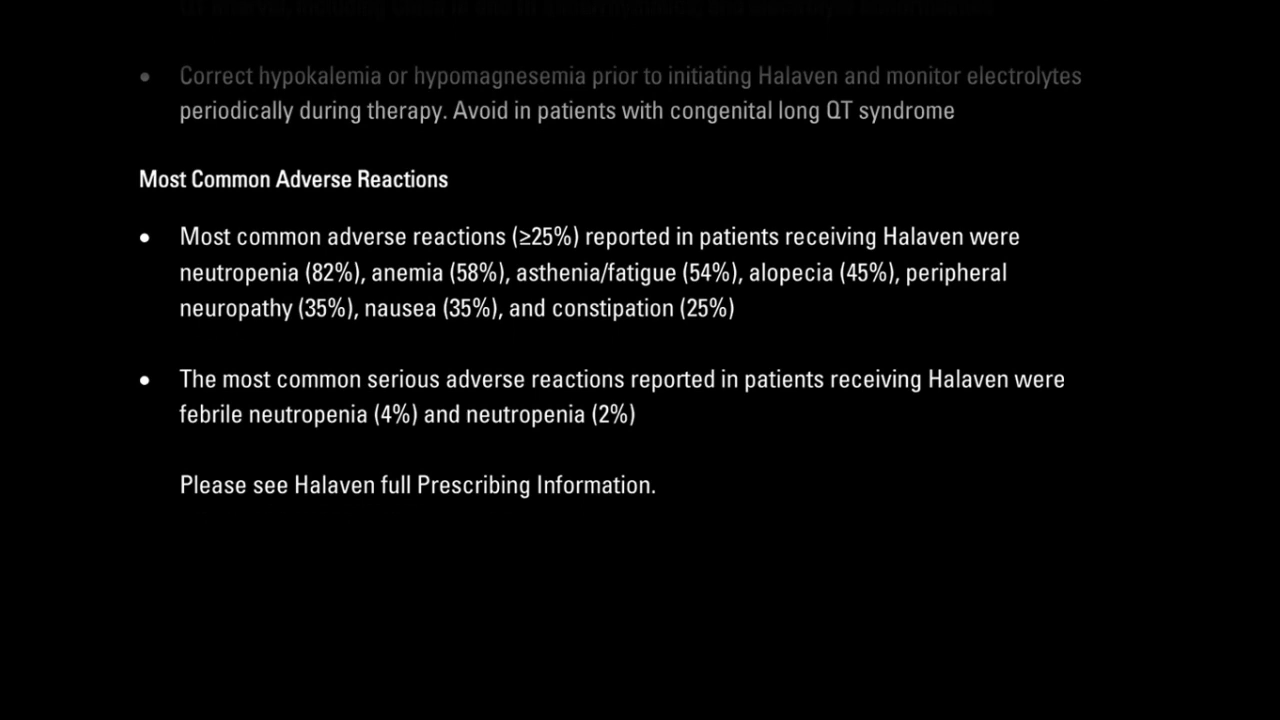 • Correct hypokalemia or hypomagnesemia prior to initiating Halaven and monitor electrolytes
periodically during therapy. Avoid in patients with congenital long QT syndrome
Most Common Adverse Reactions
• Most common adverse reactions (≥25%) reported in patients receiving Halaven were
neutropenia (82%), anemia (58%), asthenia/fatigue (54%), alopecia (45%), peripheral
neuropathy (35%), nausea (35%), and constipation (25%)
• The most common serious adverse reactions reported in patients receiving Halaven were
febrile neutropenia (4%) and neutropenia (2%)
Please see Halaven full Prescribing Information.